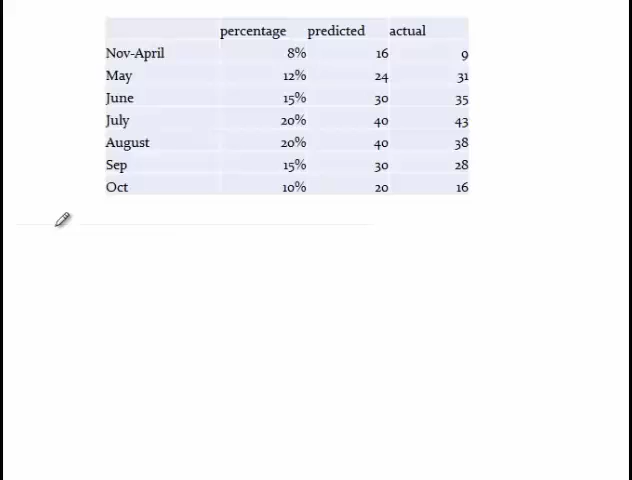 percentage predicted actual
Nov-April 8% 16 9
May 12% 24 31
June 15% 30 35
July 20% 40 43
August 20% 40 38
Sep 15% 30 28
Oct 10% 20 16